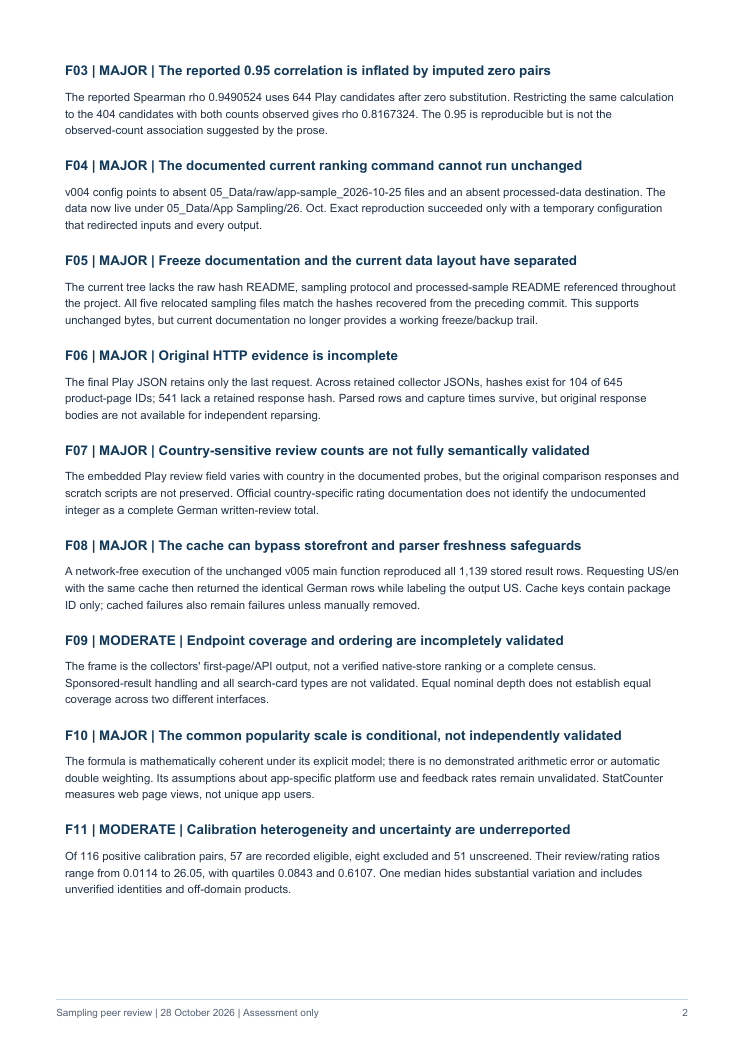 F03 | MAJOR | The reported 0.95 correlation is inflated by imputed zero pairs
The reported Spearman rho 0.9490524 uses 644 Play candidates after zero substitution. Restricting the same calculation
to the 404 candidates with both counts observed gives rho 0.8167324. The 0.95 is reproducible but is not the
observed-count association suggested by the prose.
F04 | MAJOR | The documented current ranking command cannot run unchanged
v004 config points to absent 05_Data/raw/app-sample_2026-10-25 files and an absent processed-data destination. The
data now live under 05_Data/App Sampling/26. Oct. Exact reproduction succeeded only with a temporary configuration
that redirected inputs and every output.
F05 | MAJOR | Freeze documentation and the current data layout have separated
The current tree lacks the raw hash README, sampling protocol and processed-sample README referenced throughout
the project. All five relocated sampling files match the hashes recovered from the preceding commit. This supports
unchanged bytes, but current documentation no longer provides a working freeze/backup trail.
F06 | MAJOR | Original HTTP evidence is incomplete
The final Play JSON retains only the last request. Across retained collector JSONs, hashes exist for 104 of 645
product-page IDs; 541 lack a retained response hash. Parsed rows and capture times survive, but original response
bodies are not available for independent reparsing.
F07 | MAJOR | Country-sensitive review counts are not fully semantically validated
The embedded Play review field varies with country in the documented probes, but the original comparison responses and
scratch scripts are not preserved. Official country-specific rating documentation does not identify the undocumented
integer as a complete German written-review total.
F08 | MAJOR | The cache can bypass storefront and parser freshness safeguards
A network-free execution of the unchanged v005 main function reproduced all 1,139 stored result rows. Requesting US/en
with the same cache then returned the identical German rows while labeling the output US. Cache keys contain package
ID only; cached failures also remain failures unless manually removed.
F09 | MODERATE | Endpoint coverage and ordering are incompletely validated
The frame is the collectors' first-page/API output, not a verified native-store ranking or a complete census.
Sponsored-result handling and all search-card types are not validated. Equal nominal depth does not establish equal
coverage across two different interfaces.
F10 | MAJOR | The common popularity scale is conditional, not independently validated
The formula is mathematically coherent under its explicit model; there is no demonstrated arithmetic error or automatic
double weighting. Its assumptions about app-specific platform use and feedback rates remain unvalidated. StatCounter
measures web page views, not unique app users.
F11 | MODERATE | Calibration heterogeneity and uncertainty are underreported
Of 116 positive calibration pairs, 57 are recorded eligible, eight excluded and 51 unscreened. Their review/rating ratios
range from 0.0114 to 26.05, with quartiles 0.0843 and 0.6107. One median hides substantial variation and includes
unverified identities and off-domain products.
Sampling peer review | 28 October 2026 | Assessment only
2